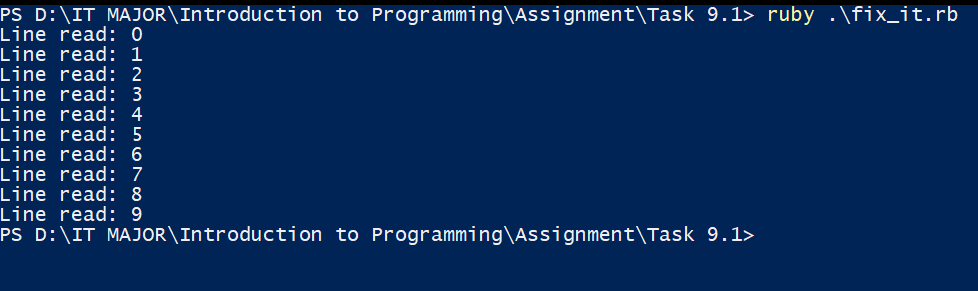 PS D:\IT MAJOR\Introduction to Programming\Assignment\Task 9.1> ruby .\fix_it.rb
Line read: 0
Line read: 1
Line read: 2
Line read: 3
Line read: 4
Line read: 5
Line read: 6
Line read: 7
Line read: 8
Line read: 9
PS D:\IT MAJOR\Introduction to Programming\Assignment\Task 9.1>